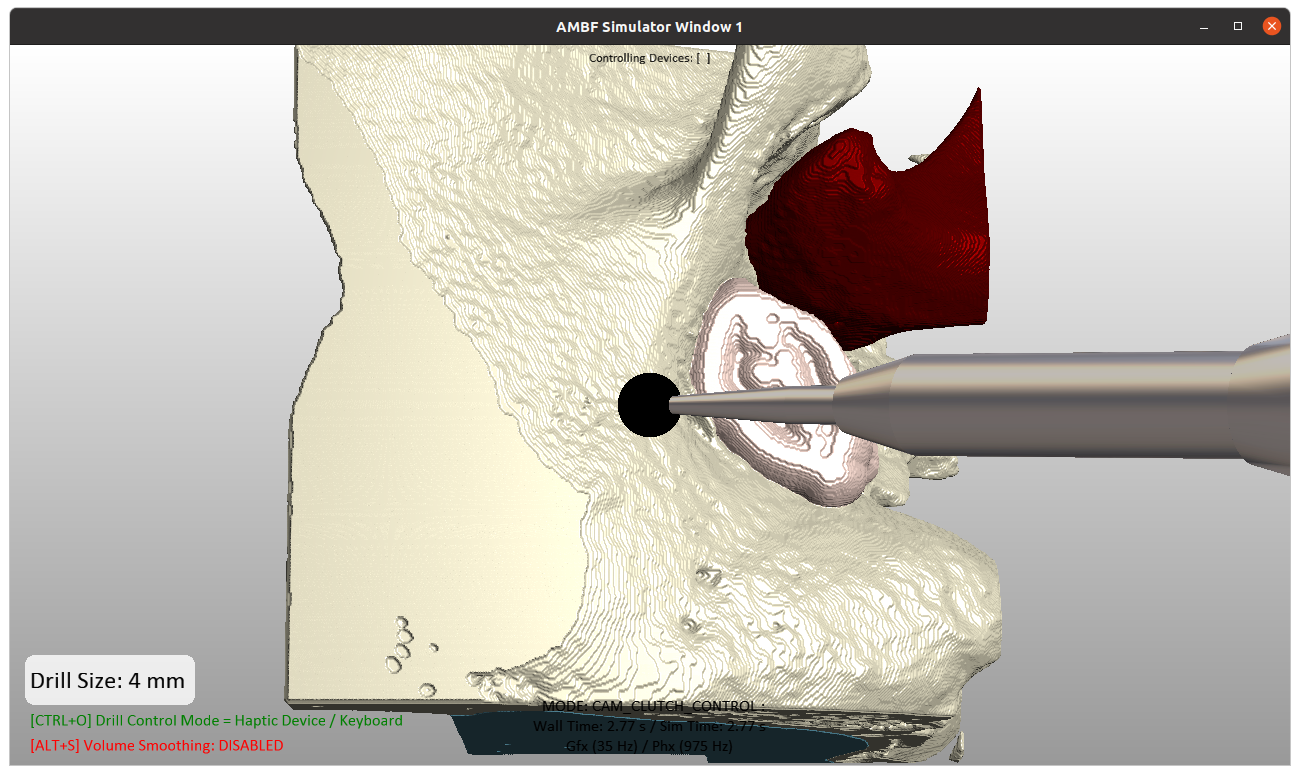 AMBF Simulator Window 1
Controlling Devices: [ ]
Drill Size: 4 mm
[CTRL+O] Drill Control Mode = Haptic Device / Keyboard
[ALT+S] Volume Smoothing: DISABLED
MODE: CAM_CLUTCH_CONTROL :
Wall Time: 2.77 s / Sim Time: 2.77 s
Gfx (35 Hz) / Phx (975 Hz)